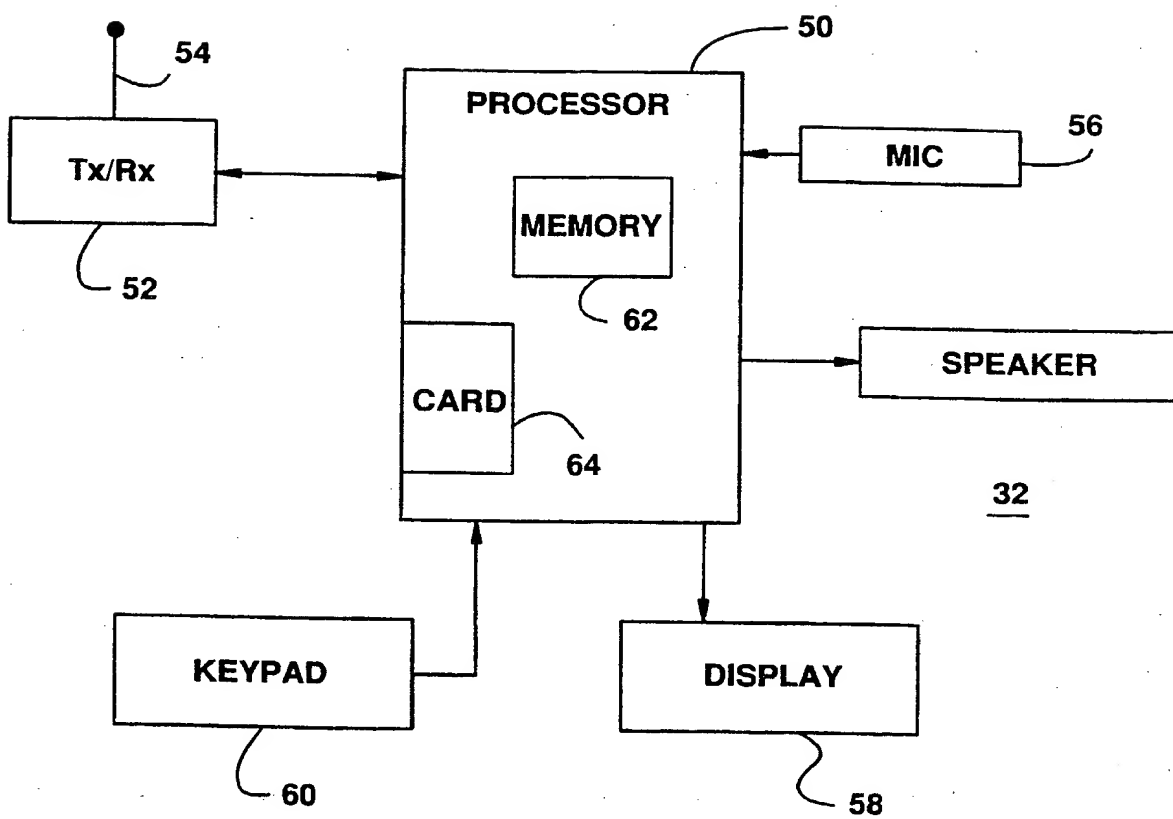 50
54
PROCESSOR
56
MIC
Tx/Rx
MEMORY
52
62
SPEAKER
CARD
64
32
KEYPAD
DISPLAY
60
58